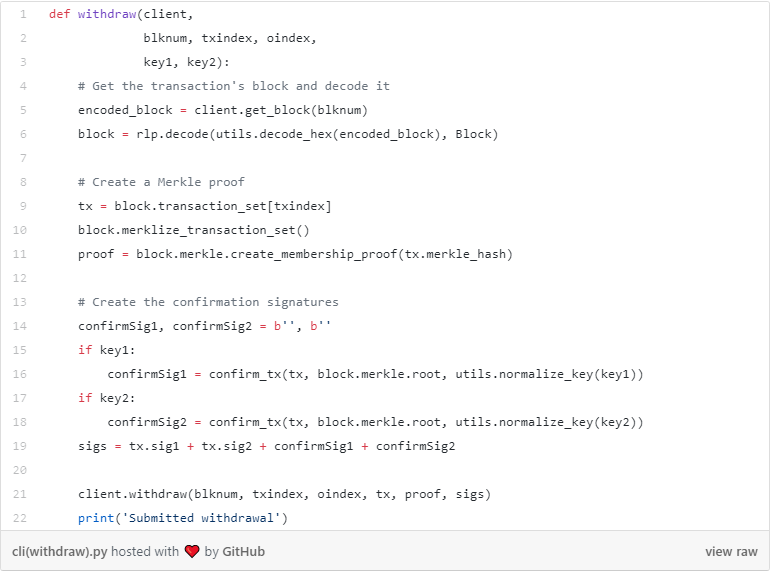 1 def withdraw(client,
2 blknum, txindex, oindex,
3 key1, key2):
4 # Get the transaction's block and decode it
5 encoded_block = client.get_block(blknum)
6 block = rlp.decode(utils.decode_hex(encoded_block), Block)
7
8 # Create a Merkle proof
9 tx = block.transaction_set[txindex]
10 block.merklize_transaction_set()
11 proof = block.merkle.create_membership_proof(tx.merkle_hash)
12
13 # Create the confirmation signatures
14 confirmSig1, confirmSig2 = b'', b''
15 if key1:
16 confirmSig1 = confirm_tx(tx, block.merkle.root, utils.normalize_key(key1))
17 if key2:
18 confirmSig2 = confirm_tx(tx, block.merkle.root, utils.normalize_key(key2))
19 sigs = tx.sig1 + tx.sig2 + confirmSig1 + confirmSig2
20
21 client.withdraw(blknum, txindex, oindex, tx, proof, sigs)
22 print('Submitted withdrawal')
cli(withdraw).py hosted with ❤ by GitHub view raw